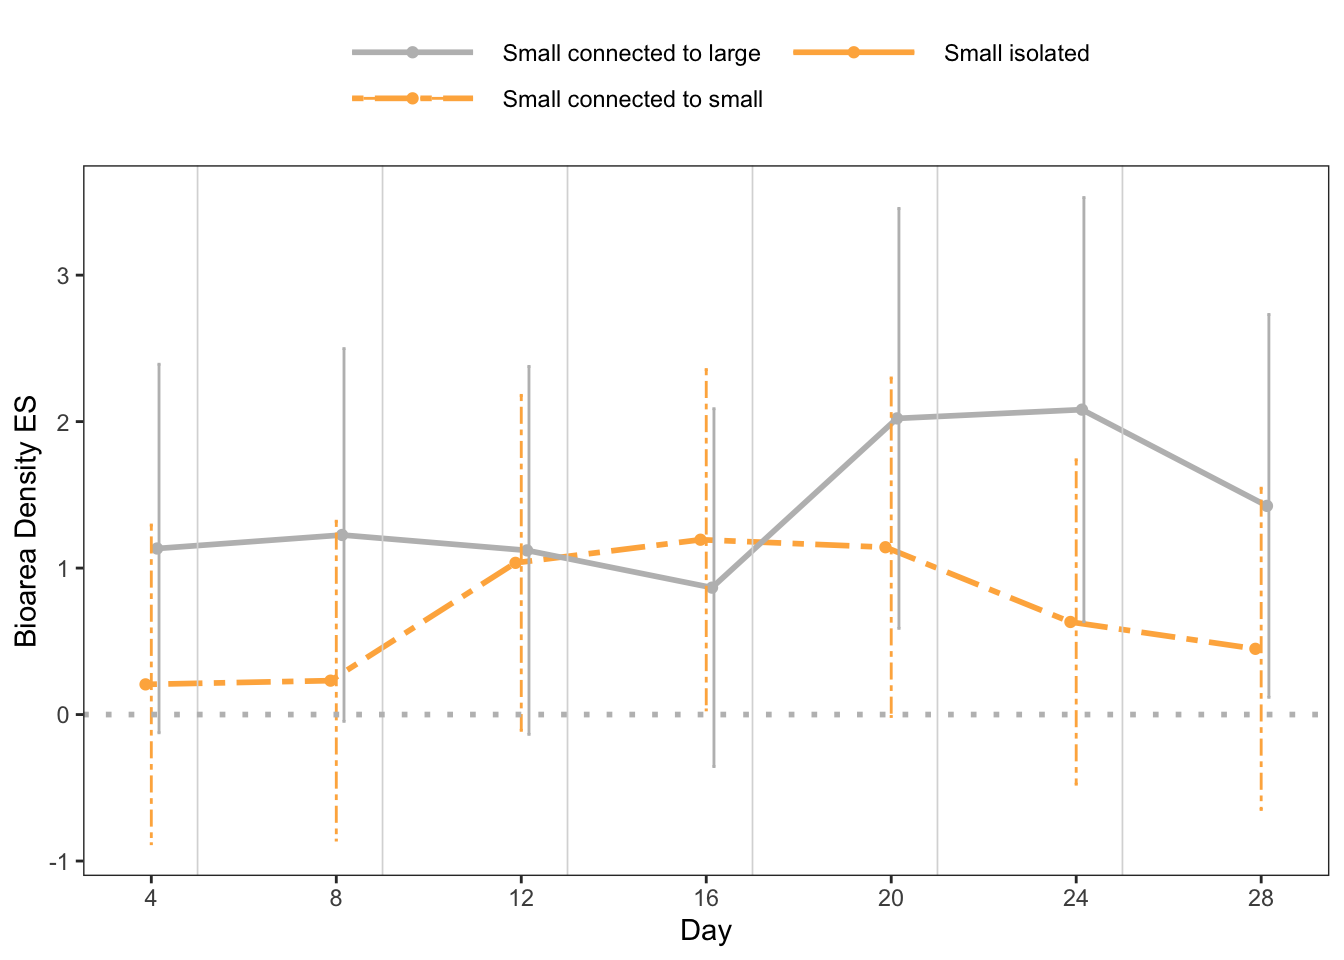 Small connected to large
Small isolated
Small connected to small
Bioarea Density ES
3
2
1
0
-1
4 8 12 16 20 24 28
Day